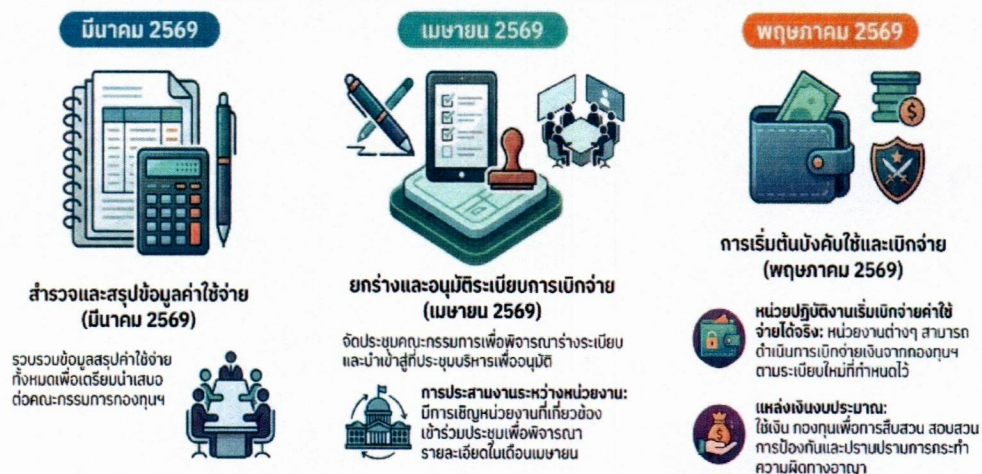 มีนาคม 2569
สำรวจและสรุปข้อมูลค่าใช้จ่าย
(มีนาคม 2569)
รวบรวมข้อมูลสรุปค่าใช้จ่าย
ทั้งหมดเพื่อเตรียมนำเสนอ
ต่อคณะกรรมการกองทุนฯ
เมษายน 2569
ยกร่างและอนุมัติระเบียบการเบิกจ่าย
(เมษายน 2569)
จัดประชุมคณะกรรมการเพื่อพิจารณาร่างระเบียบ
และนำเข้าสู่ที่ประชุมบริหารเพื่ออนุมัติ
การประสานงานระหว่างหน่วยงาน:
มีการเชิญหน่วยงานที่เกี่ยวข้อง
เข้าร่วมประชุมเพื่อพิจารณา
รายละเอียดในเดือนเมษายน
พฤษภาคม 2569
การเริ่มต้นบังคับใช้และเบิกจ่าย
(พฤษภาคม 2569)
หน่วยปฏิบัติงานเริ่มเบิกจ่ายค่าใช้
จ่ายได้จริง: หน่วยงานต่างๆ สามารถ
ดำเนินการเบิกจ่ายเงินจากกองทุนฯ
ตามระเบียบใหม่ที่กำหนดไว้
แหล่งเงินงบประมาณ:
ใช้เงิน กองทุนเพื่อการสืบสวน สอบสวน
การป้องกันและปราบปรามการกระทำ
ความผิดทางอาญา